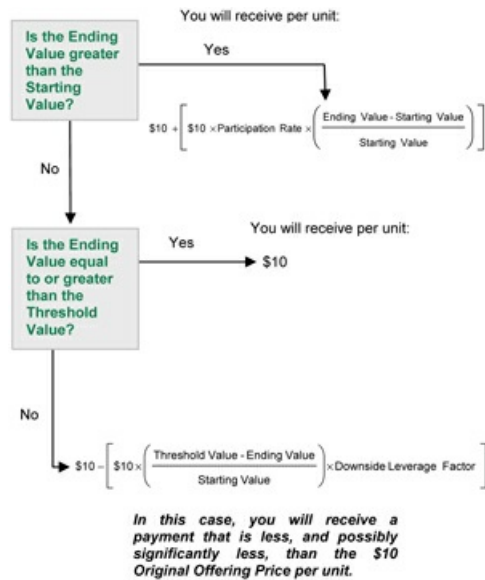 You will receive per unit:
Is the Ending
Value greater
than the
Starting
Value?
Yes
$10 + [ $10 × Participation Rate × ( Ending Value - Starting Value / Starting Value ) ]
No
You will receive per unit:
Is the Ending
Value equal
to or greater
than the
Threshold
Value?
Yes
$10
No
$10 – [ $10 × ( Threshold Value - Ending Value / Starting Value ) × Downside Leverage Factor ]
In this case, you will receive a
payment that is less, and possibly
significantly less, than the $10
Original Offering Price per unit.